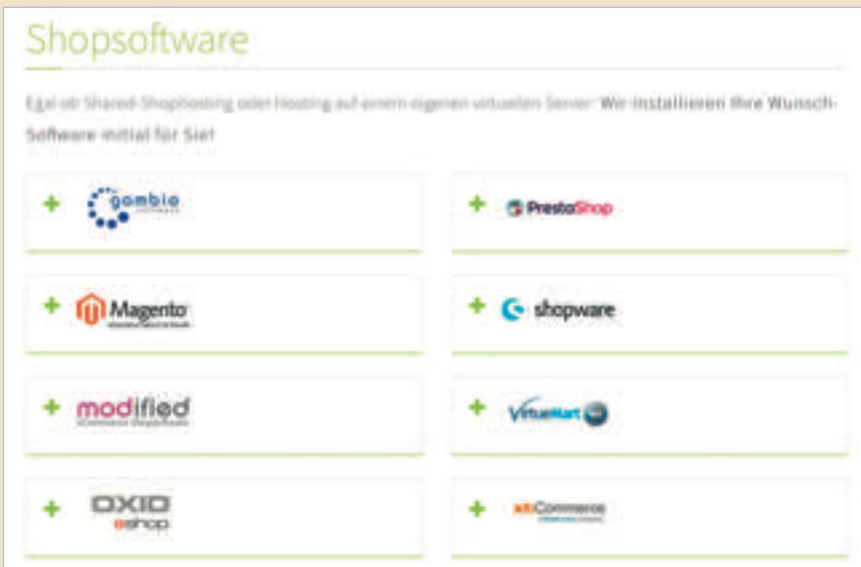 Shopsoftware
Egal ob Shared-Shophosting oder Hosting auf einem eigenen virtuellen Server: Wir installieren Ihre Wunsch-
Software initial für Sie!
gambio
PrestaShop
Magento
shopware
modified
VirtueMart
OXID
eshop
xt:Commerce